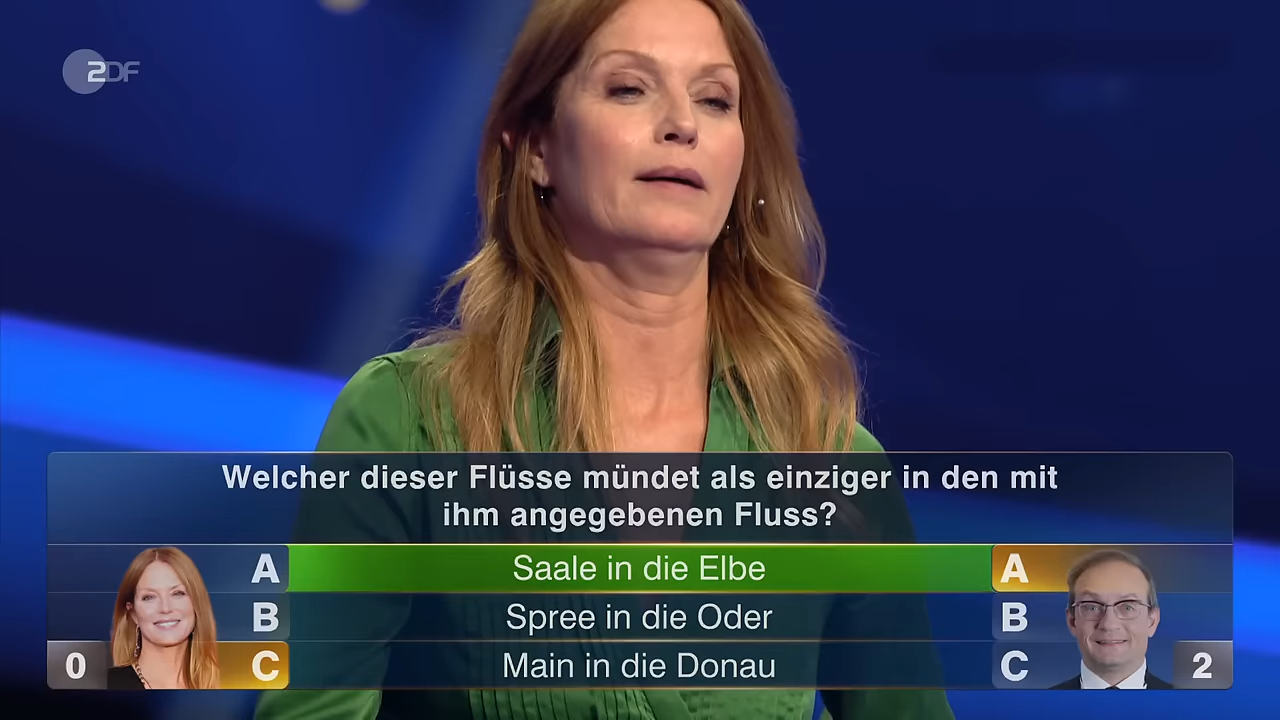 ZDF
Welcher dieser Flüsse mündet als einziger in den mit
ihm angegebenen Fluss?
A Saale in die Elbe A
B Spree in die Oder B
0 C Main in die Donau C 2